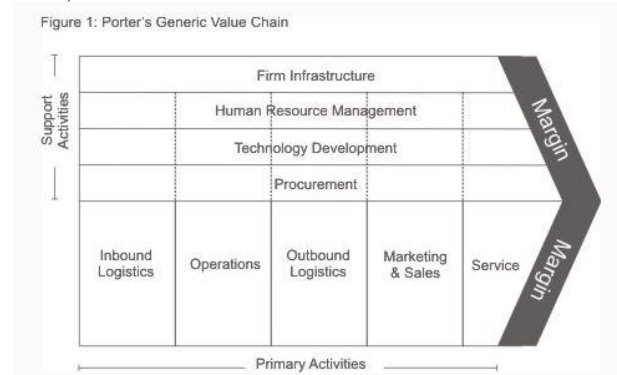 Figure 1: Porter's Generic Value Chain
Support
Activities
Firm Infrastructure
Human Resource Management
Technology Development
Procurement
Margin
Inbound
Logistics
Operations
Outbound
Logistics
Marketing
& Sales
Service
Margin
Primary Activities